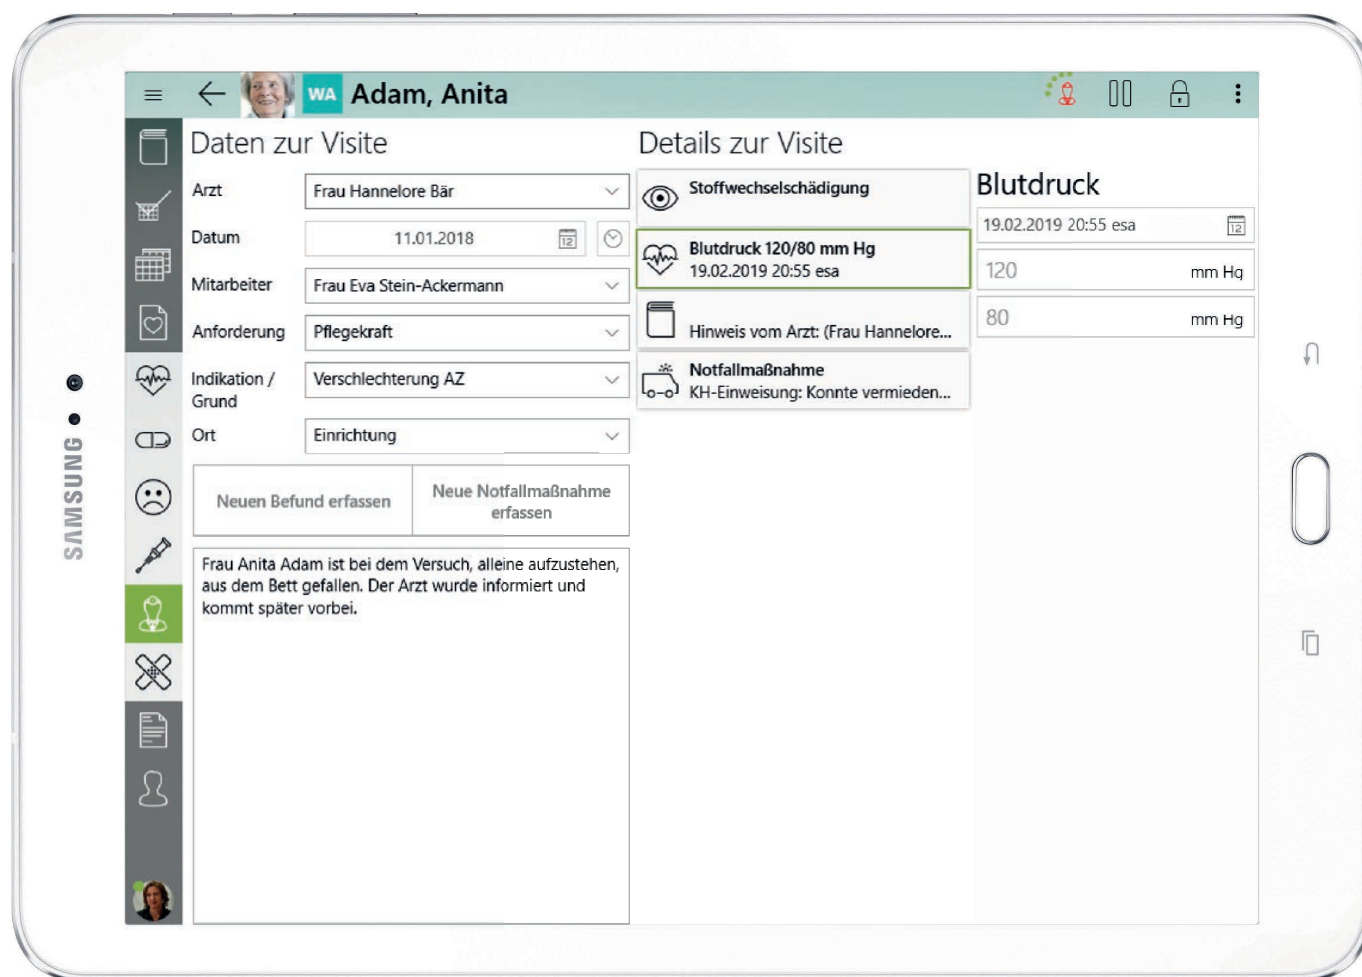 SAMSUNG
WA Adam, Anita
Daten zur Visite
Arzt
Frau Hannelore Bär
Datum
11.01.2018
12
Mitarbeiter
Frau Eva Stein-Ackermann
Anforderung
Pflegekraft
Indikation /
Grund
Verschlechterung AZ
Ort
Einrichtung
Neuen Befund erfassen
Neue Notfallmaßnahme
erfassen
Frau Anita Adam ist bei dem Versuch, alleine aufzustehen,
aus dem Bett gefallen. Der Arzt wurde informiert und
kommt später vorbei.
Details zur Visite
Stoffwechselschädigung
Blutdruck 120/80 mm Hg
19.02.2019 20:55 esa
Hinweis vom Arzt: (Frau Hannelore...
Notfallmaßnahme
KH-Einweisung: Konnte vermieden...
Blutdruck
19.02.2019 20:55 esa
12
120 mm Hg
80 mm Hg